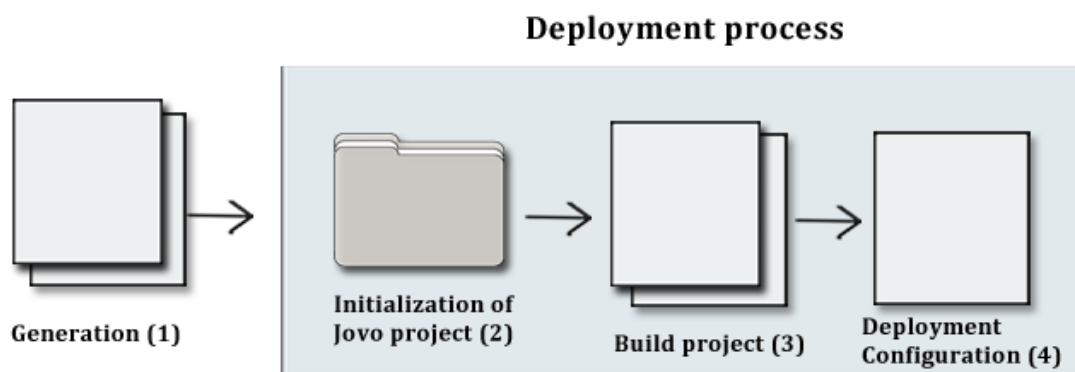 Deployment process
Generation (1)
Initialization of
Jovo project (2)
Build project (3)
Deployment
Configuration (4)